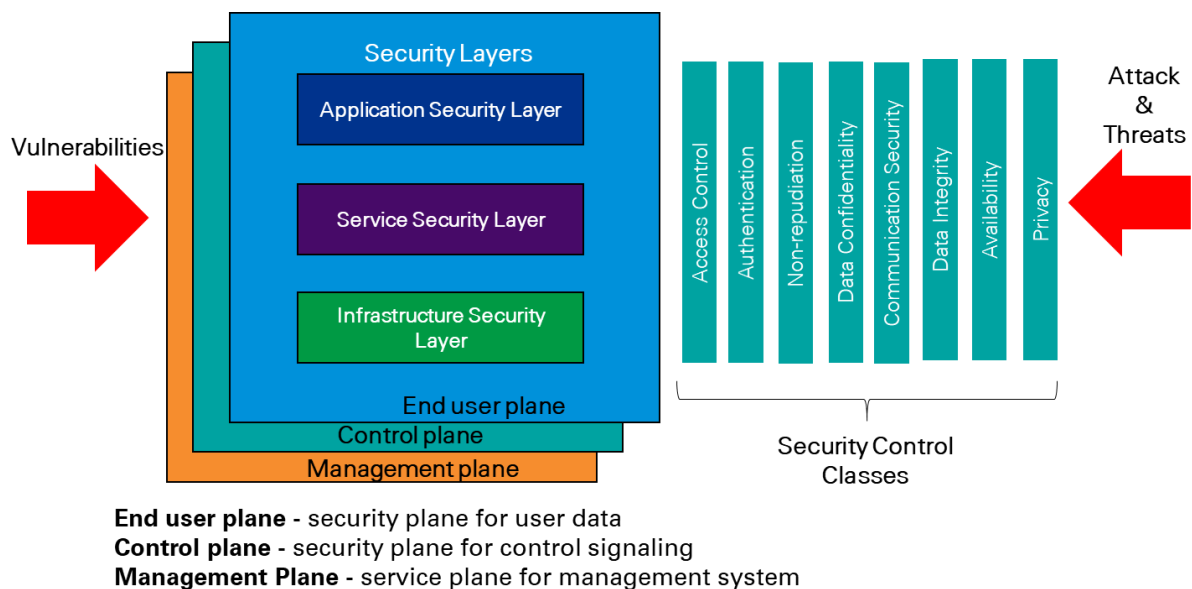 Security Layers
Application Security Layer
Service Security Layer
Infrastructure Security
Layer
End user plane
Control plane
Management plane
Vulnerabilities
Access Control
Authentication
Non-repudiation
Data Confidentiality
Communication Security
Data Integrity
Availability
Privacy
Attack
&
Threats
Security Control
Classes
End user plane - security plane for user data
Control plane - security plane for control signaling
Management Plane - service plane for management system